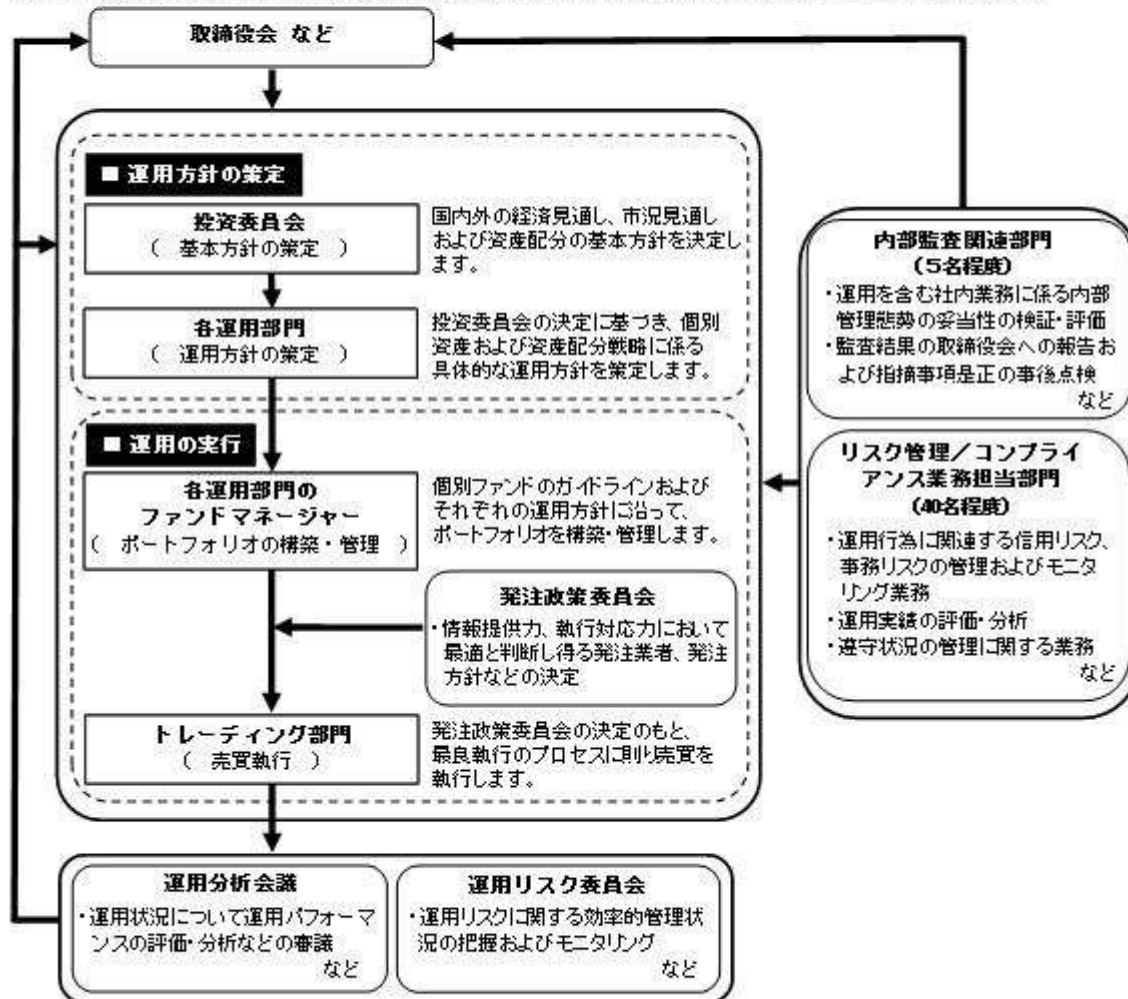 取締役会 など
■ 運用方針の策定
投資委員会
( 基本方針の策定 )
国内外の経済見通し、市況見通し
および資産配分の基本方針を決定し
ます。
各運用部門
( 運用方針の策定 )
投資委員会の決定に基づき、個別
資産および資産配分戦略に係る
具体的な運用方針を策定します。
■ 運用の実行
各運用部門の
ファンドマネージャー
( ポートフォリオの構築・管理 )
個別ファンドのガイドラインおよび
それぞれの運用方針に沿って、
ポートフォリオを構築・管理します。
発注政策委員会
・情報提供力、執行対応力において
最適と判断し得る発注業者、発注
方針などの決定
トレーディング部門
( 売買執行 )
発注政策委員会の決定のもと、
最良執行のプロセスに則り売買を
執行します。
内部監査関連部門
(5名程度)
・運用を含む社内業務に係る内部
管理態勢の妥当性の検証・評価
・監査結果の取締役会への報告お
よび指摘事項是正の事後点検
など
リスク管理/コンプライ
アンス業務担当部門
(40名程度)
・運用行為に関連する信用リスク、
事務リスクの管理およびモニタ
リング業務
・運用実績の評価・分析
・遵守状況の管理に関する業務
など
運用分析会議
・運用状況について運用パフォーマ
ンスの評価・分析などの審議
など
運用リスク委員会
・運用リスクに関する効率的管理状
況の把握およびモニタリング
など